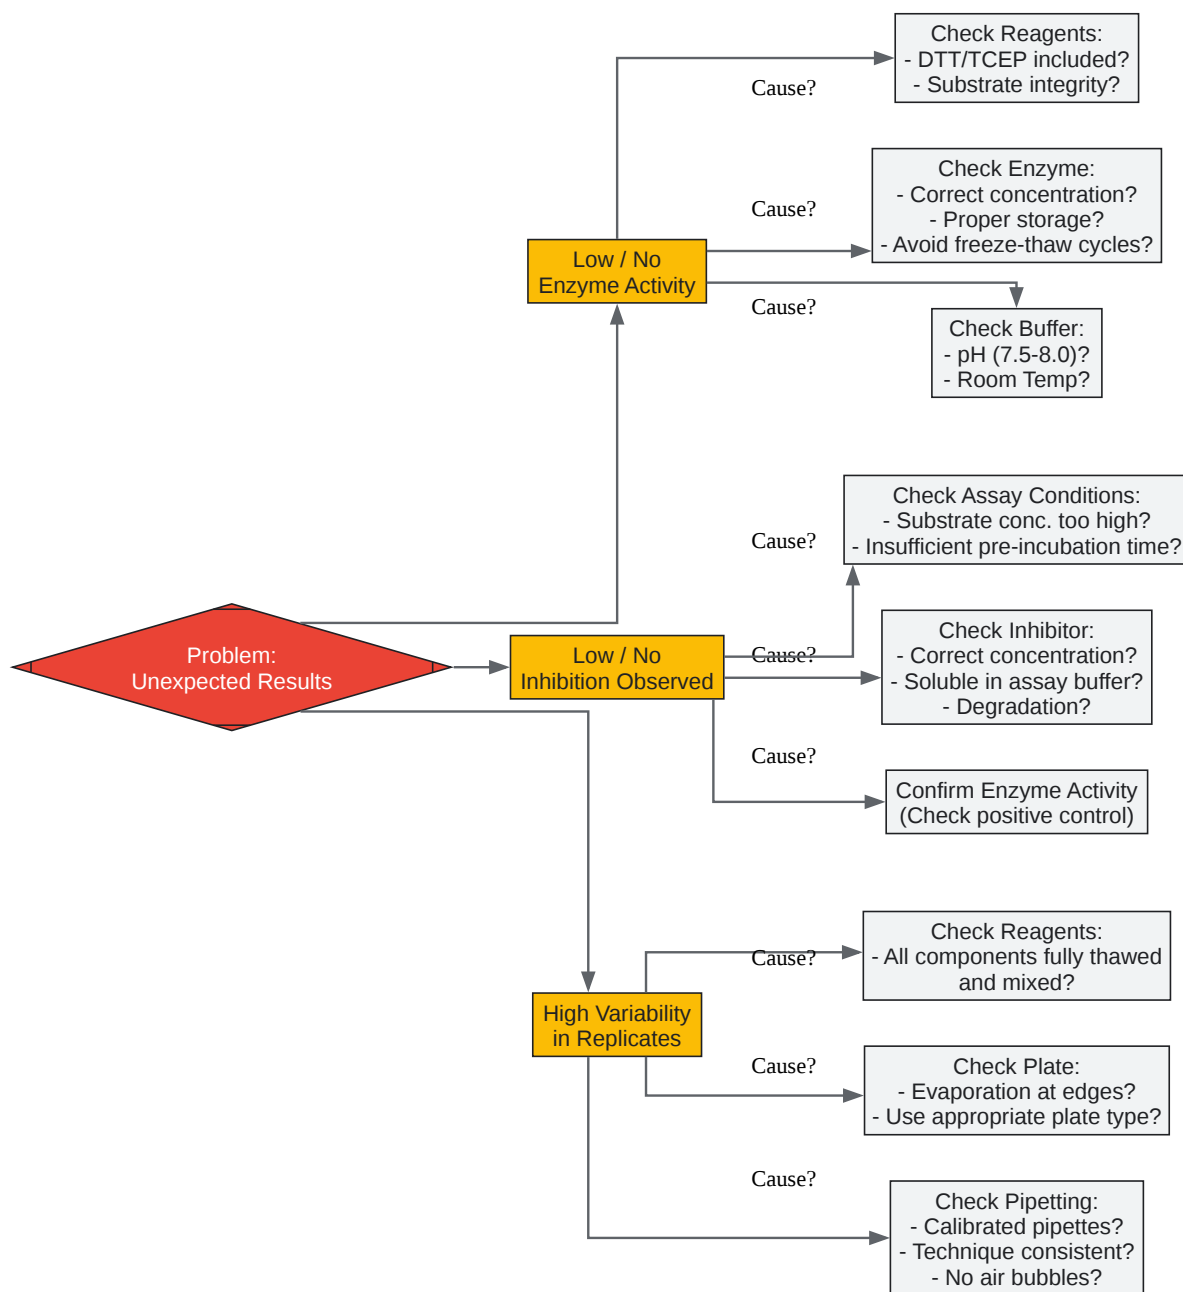 Check Reagents:
- DTT/TCEP included?
- Substrate integrity?
Cause?
Check Enzyme:
- Correct concentration?
- Proper storage?
- Avoid freeze-thaw cycles?
Cause?
Low / No
Enzyme Activity
Cause?
Check Buffer:
- pH (7.5-8.0)?
- Room Temp?
Check Assay Conditions:
- Substrate conc. too high?
- Insufficient pre-incubation time?
Cause?
Problem:
Unexpected Results
Low / No
Inhibition Observed
Cause?
Check Inhibitor:
- Correct concentration?
- Soluble in assay buffer?
- Degradation?
Cause?
Confirm Enzyme Activity
(Check positive control)
Check Reagents:
- All components fully thawed
and mixed?
Cause?
High Variability
in Replicates
Cause?
Check Plate:
- Evaporation at edges?
- Use appropriate plate type?
Cause?
Check Pipetting:
- Calibrated pipettes?
- Technique consistent?
- No air bubbles?